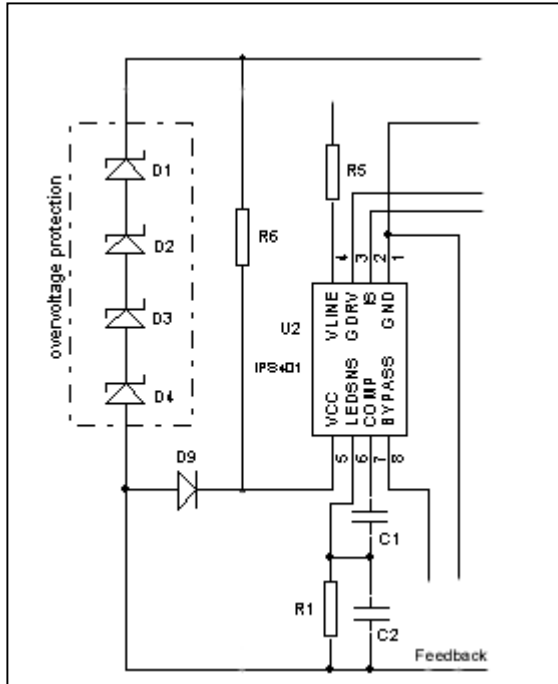 overvoltage protection
D1
D2
D3
D4
R6
R5
4
3
2
1
U2
IPS401
VLINE
GDRV
IS
GND
VCC
LEDSNS
COMP
BYPASS
5
6
7
8
D9
C1
R1
C2
Feedback